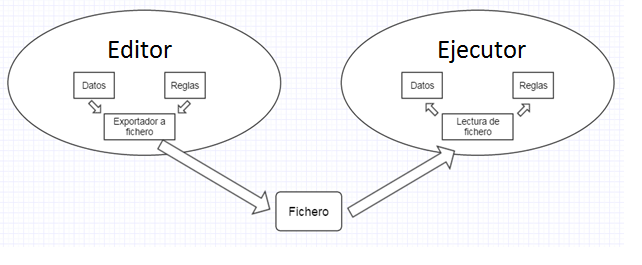 Editor
Datos
Reglas
Exportador a
fichero
Ejecutor
Datos
Reglas
Lectura de
fichero
Fichero